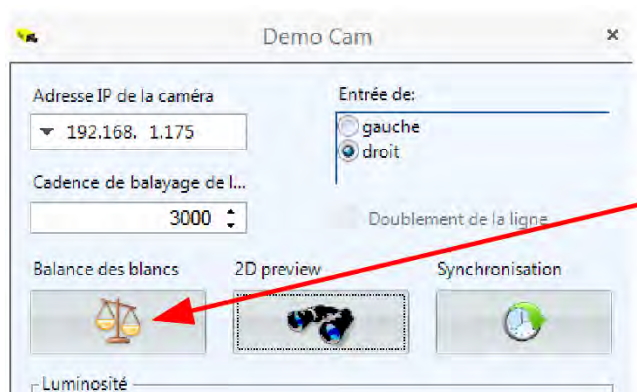 Demo Cam
Adresse IP de la caméra
Entrée de:
192.168. 1.175
gauche
droit
Cadence de balayage de l...
3000
Doublement de la ligne
Balance des blancs
2D preview
Synchronisation
Luminosité